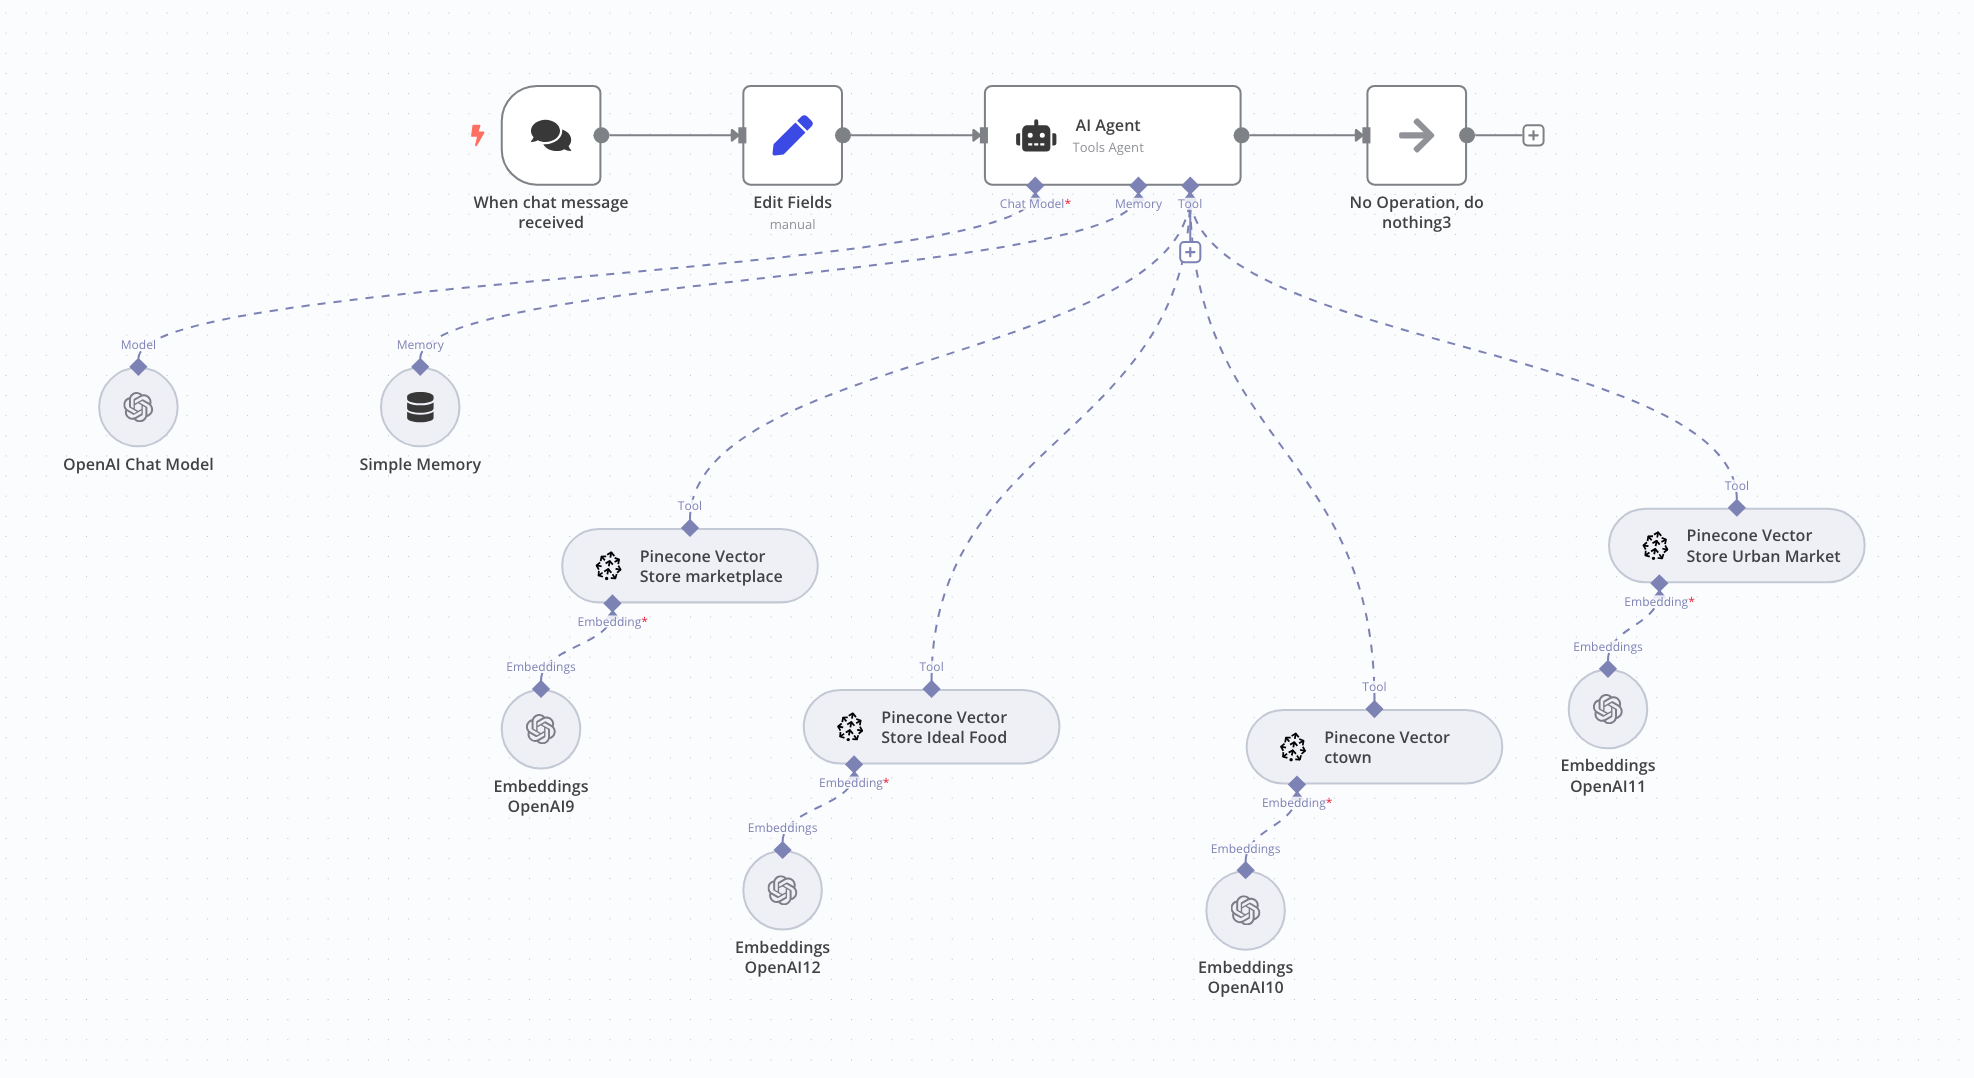 AI Agent
Tools Agent
When chat message
received
Edit Fields
manual
Chat Model*
Memory
Tool
No Operation, do
nothing3
Model
OpenAI Chat Model
Memory
Simple Memory
Tool
Pinecone Vector
Store marketplace
Embedding*
Embeddings
Embeddings
OpenAI9
Tool
Pinecone Vector
Store Ideal Food
Embedding*
Embeddings
Embeddings
OpenAI12
Tool
Pinecone Vector
ctown
Embedding*
Embeddings
Embeddings
OpenAI10
Tool
Pinecone Vector
Store Urban Market
Embedding*
Embeddings
Embeddings
OpenAI11